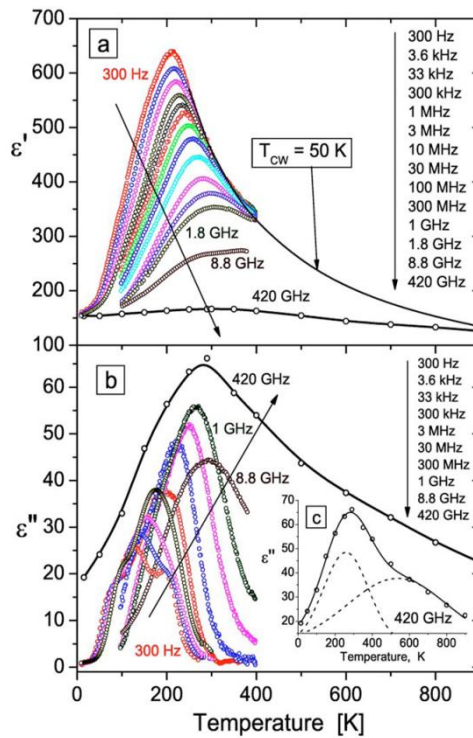 a
300 Hz
T_CW = 50 K
1.8 GHz
8.8 GHz
420 GHz
ε'
700
600
500
400
300
200
100
300 Hz
3.6 kHz
33 kHz
300 kHz
1 MHz
3 MHz
10 MHz
30 MHz
100 MHz
300 MHz
1 GHz
1.8 GHz
8.8 GHz
420 GHz
b
420 GHz
1 GHz
8.8 GHz
300 Hz
ε"
80
60
40
20
0
300 Hz
3.6 kHz
33 kHz
300 kHz
3 MHz
30 MHz
300 MHz
1 GHz
8.8 GHz
420 GHz
c
ε"
70
60
50
40
30
20
420 GHz
0 200 400 600 800
Temperature, K
0 200 400 600 800
Temperature [K]